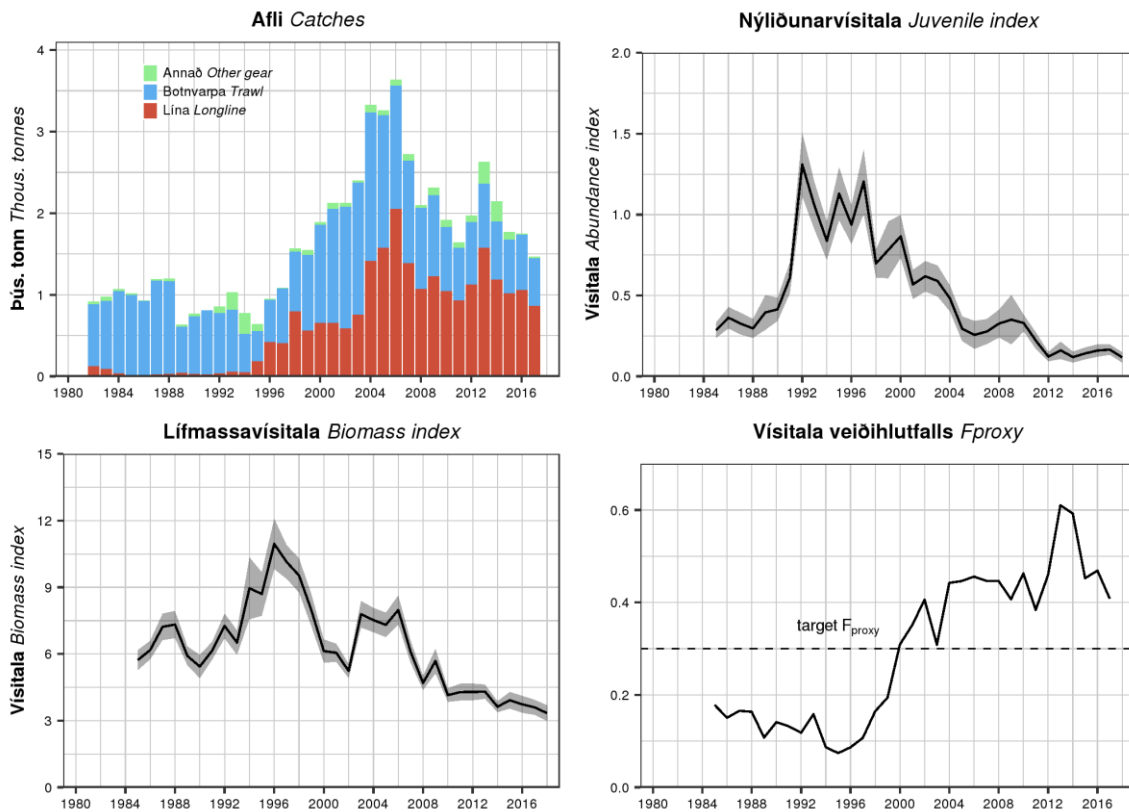 Afli Catches
Þús. tonn Thous. tonnes
4
3
2
1
0
Annað Other gear
Botnvarpa Trawl
Lína Longline
1980 1984 1988 1992 1996 2000 2004 2008 2012 2016
Nýliðunarvísitala Juvenile index
Vísitala Abundance index
2.0
1.5
1.0
0.5
0.0
1980 1984 1988 1992 1996 2000 2004 2008 2012 2016
Lífmassavísitala Biomass index
Vísitala Biomass index
15
12
9
6
3
0
1980 1984 1988 1992 1996 2000 2004 2008 2012 2016
Vísitala veiðihlutfalls Fproxy
0.6
0.4
0.2
0.0
target Fproxy
1980 1984 1988 1992 1996 2000 2004 2008 2012 2016